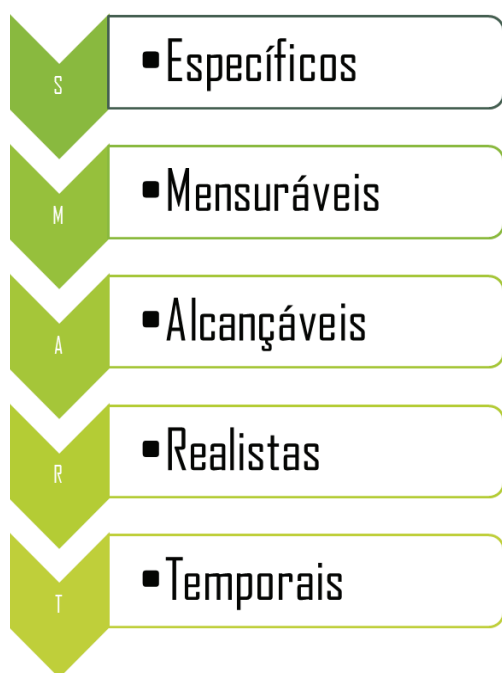 S
▪Específicos
M
▪Mensuráveis
A
▪Alcançáveis
R
▪Realistas
T
▪Temporais